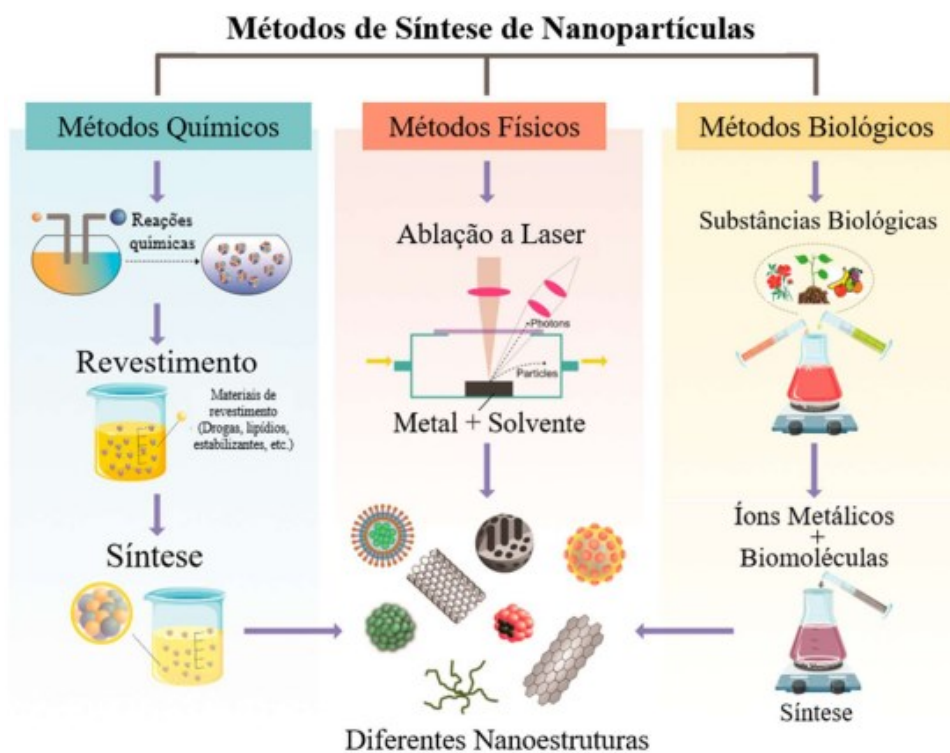 Métodos de Síntese de Nanopartículas
Métodos Químicos
Reações
químicas
Revestimento
Materiais de
revestimento
(Drogas, lipídios,
estabilizantes, etc.)
Síntese
Métodos Físicos
Ablação a Laser
Photons
Particles
Metal + Solvente
Métodos Biológicos
Substâncias Biológicas
Íons Metálicos
+
Biomoléculas
Síntese
Diferentes Nanoestruturas